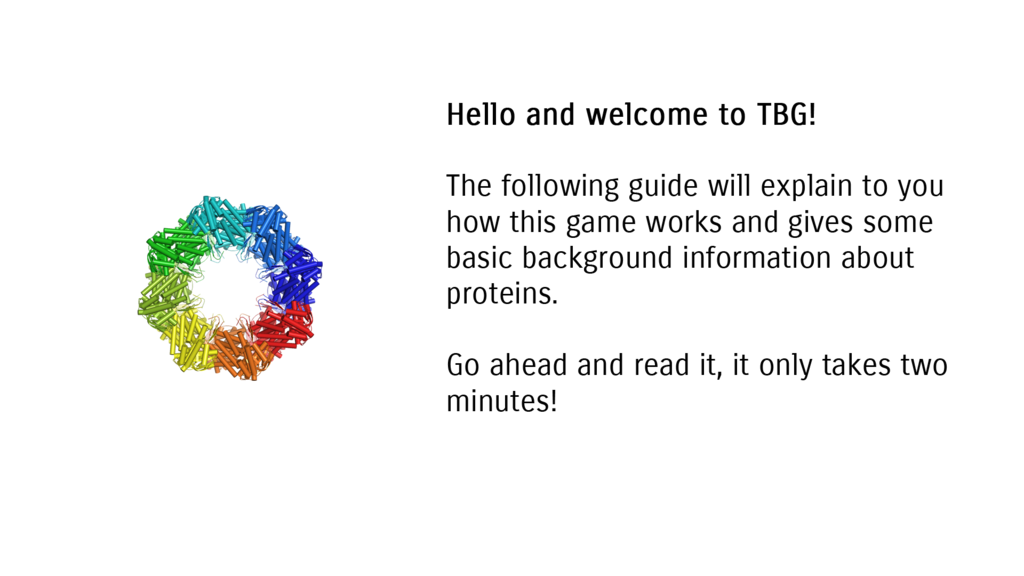 Hello and welcome to TBG!
The following guide will explain to you
how this game works and gives some
basic background information about
proteins.
Go ahead and read it, it only takes two
minutes!